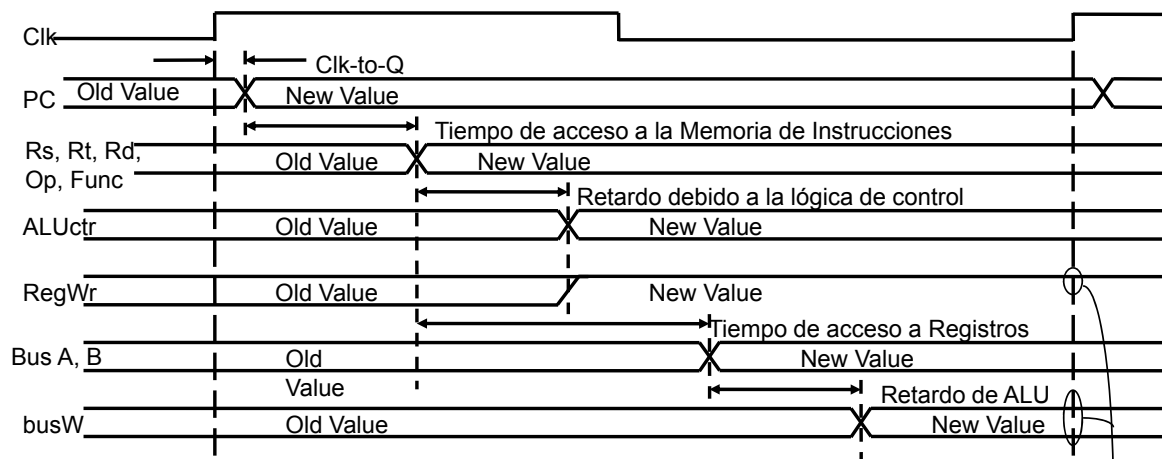 Clk
Clk-to-Q
PC Old Value New Value
Tiempo de acceso a la Memoria de Instrucciones
Rs, Rt, Rd,
Op, Func
Old Value New Value
Retardo debido a la lógica de control
ALUctr Old Value New Value
RegWr Old Value New Value
Tiempo de acceso a Registros
Bus A, B Old
Value
New Value
Retardo de ALU
busW Old Value New Value